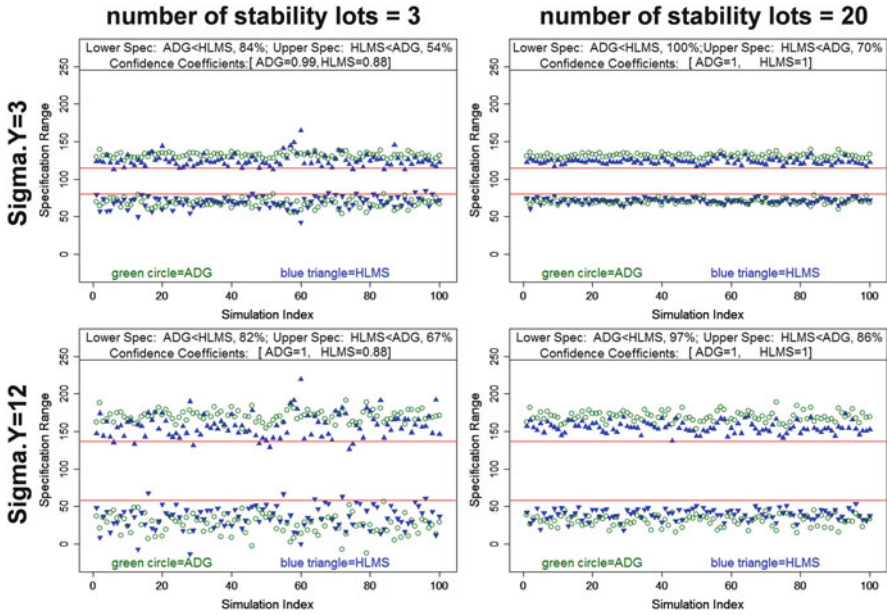 number of stability lots = 3
number of stability lots = 20
Sigma.Y=3
Lower Spec: ADG<HLMS, 84%; Upper Spec: HLMS<ADG, 54%
Confidence Coefficients:[ ADG=0.99,HLMS=0.88]
Specification Range
250
200
150
100
50
0
green circle=ADG
blue triangle=HLMS
0 20 40 60 80 100
Simulation Index
Lower Spec: ADG<HLMS, 100%;Upper Spec: HLMS<ADG, 70%
Confidence Coefficients: [ ADG=1, HLMS=1]
Specification Range
250
200
150
100
50
0
green circle=ADG
blue triangle=HLMS
0 20 40 60 80 100
Simulation Index
Sigma.Y=12
Lower Spec: ADG<HLMS, 82%; Upper Spec: HLMS<ADG, 67%
Confidence Coefficients: [ ADG=1, HLMS=0.88]
Specification Range
250
200
150
100
50
0
green circle=ADG
blue triangle=HLMS
0 20 40 60 80 100
Simulation Index
Lower Spec: ADG<HLMS, 97%; Upper Spec: HLMS<ADG, 86%
Confidence Coefficients: [ ADG=1, HLMS=1]
Specification Range
250
200
150
100
50
0
green circle=ADG
blue triangle=HLMS
0 20 40 60 80 100
Simulation Index